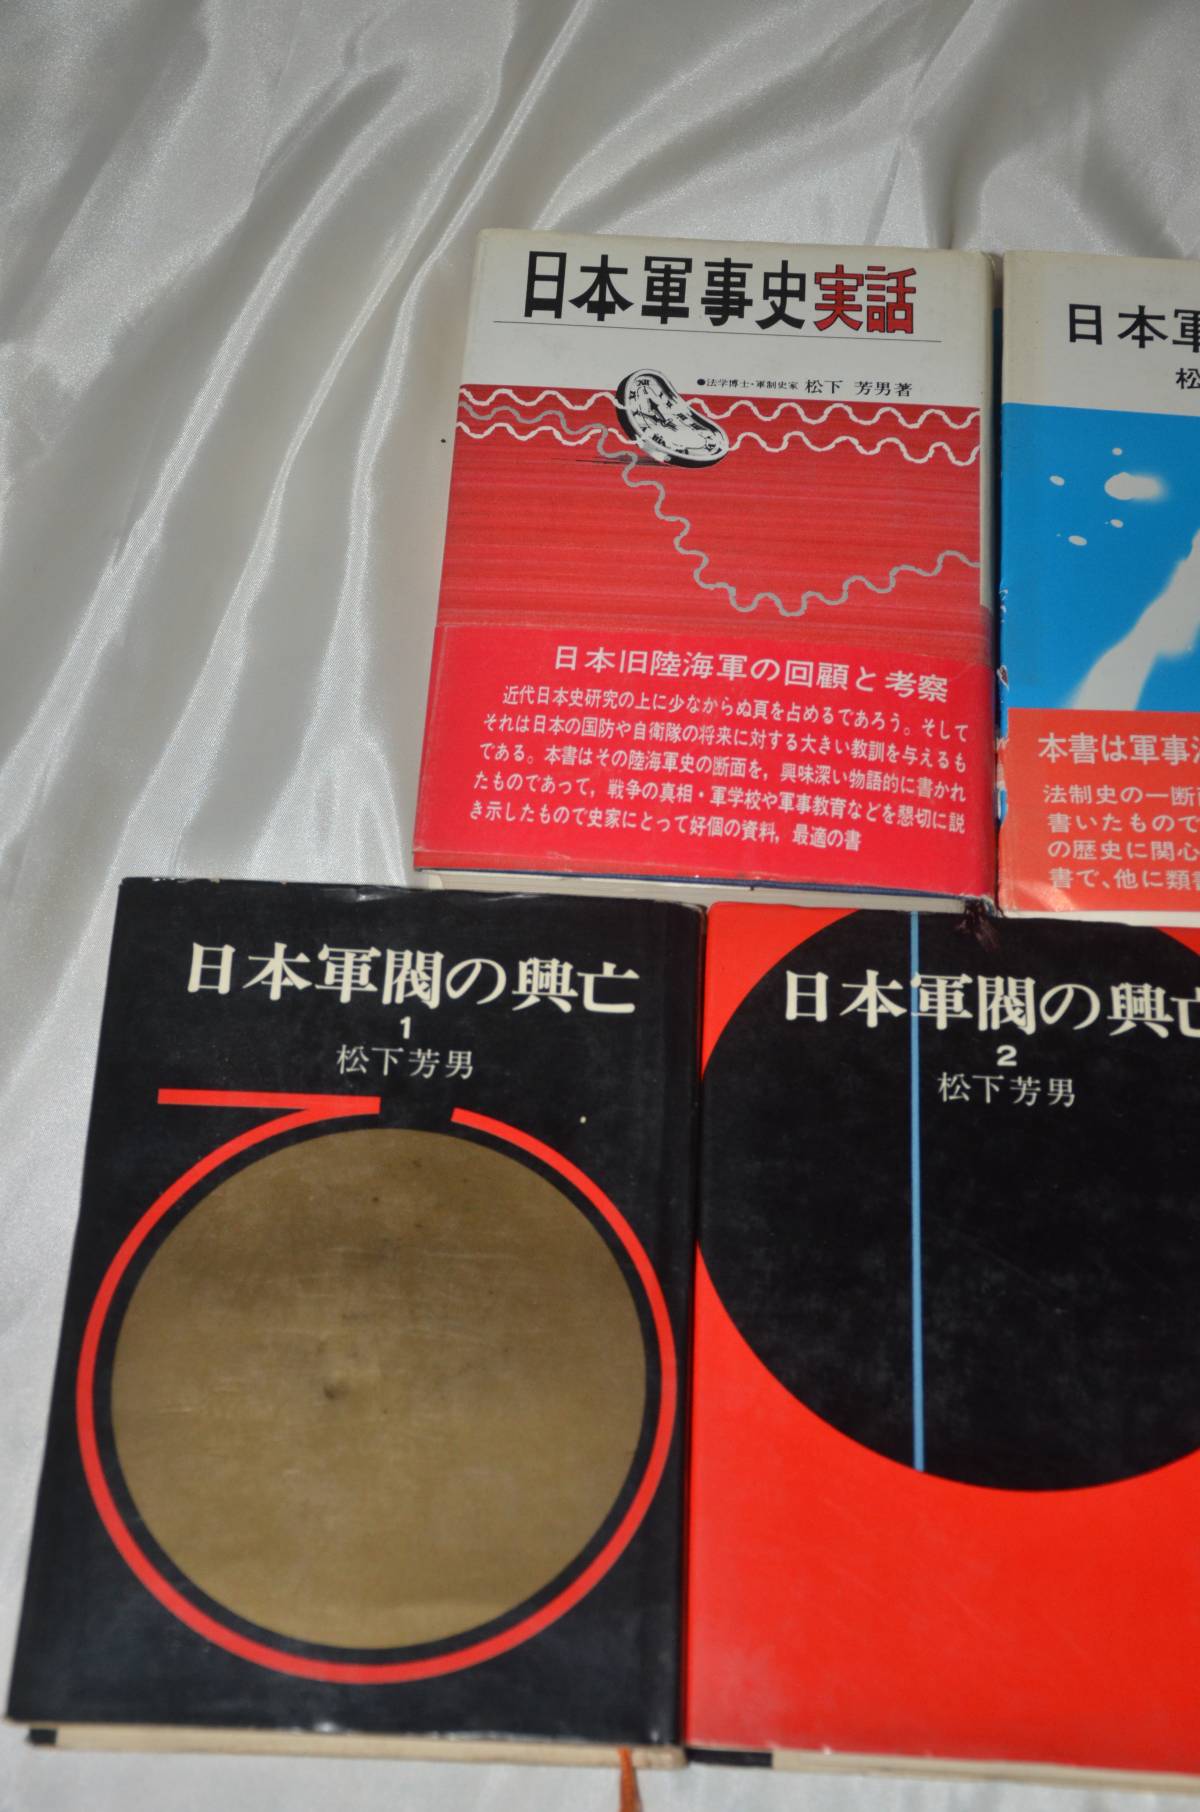 日本軍事史実話
●法学博士・軍制史家 松下 芳男著
日本旧陸海軍の回顧と考察
近代日本史研究の上に少なからぬ頁を占めるであろう。そして
それは日本の国防や自衛隊の将来に対する大きい教訓を与えるも
である。本書はその陸海軍史の断面を，興味深い物語的に書かれ
たものであって，戦争の真相・軍学校や軍事教育などを懇切に説
き示したもので史家にとって好個の資料，最適の書
日本軍
松
本書は軍事
法制史の一断
書いたもので
の歴史に関心
書で、他に類書
日本軍閥の興亡
1
松下芳男
日本軍閥の興亡
2
松下芳男